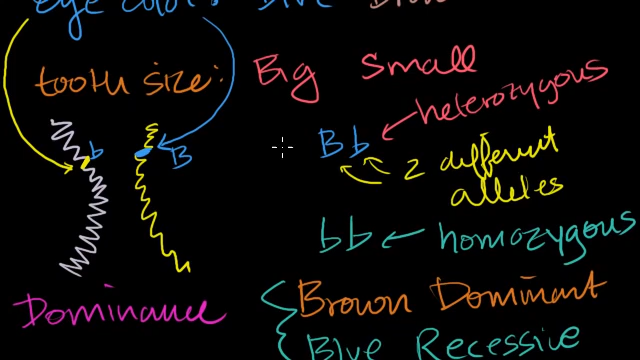 eye color: Blue Brown
tooth size: Big Small
heterozygous
b B Bb
2 different
alleles
bb homozygous
Dominance Brown Dominant
Blue Recessive